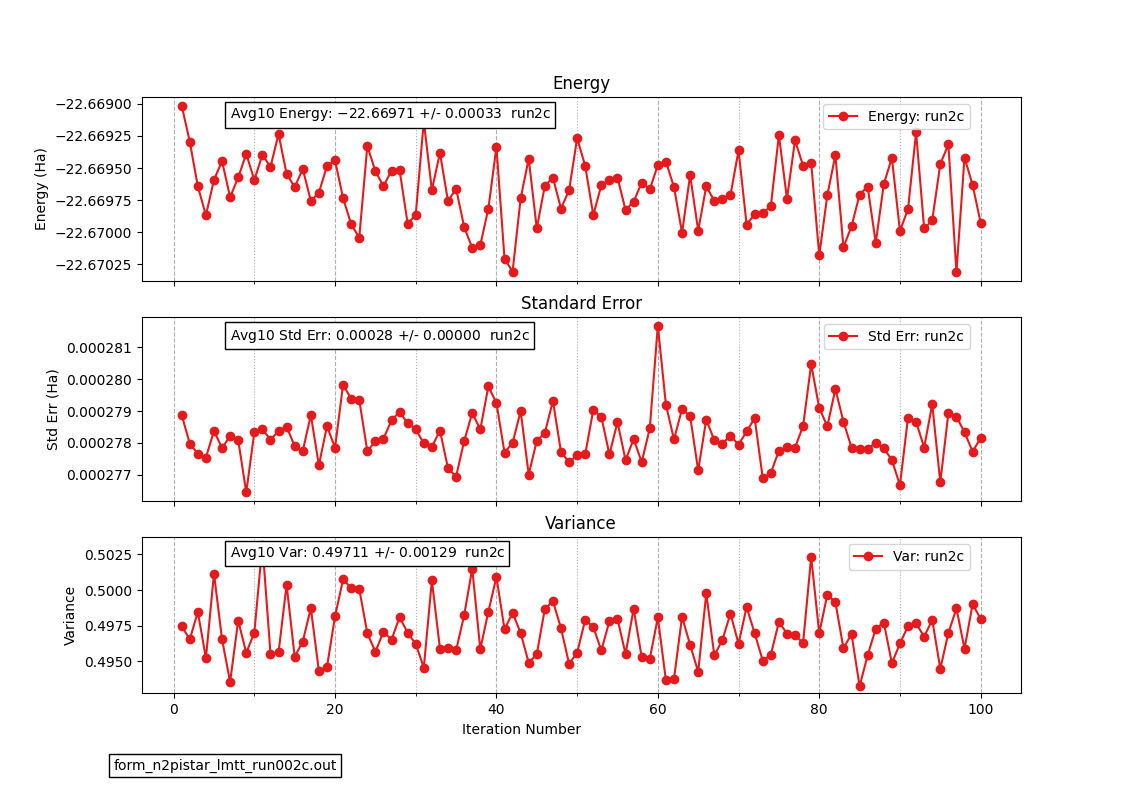 Energy
Avg10 Energy: −22.66971 +/- 0.00033  run2c
Energy: run2c
Energy (Ha)
−22.66900
−22.66925
−22.66950
−22.66975
−22.67000
−22.67025
Standard Error
Avg10 Std Err: 0.00028 +/- 0.00000  run2c
Std Err: run2c
Std Err (Ha)
0.000281
0.000280
0.000279
0.000278
0.000277
Variance
Avg10 Var: 0.49711 +/- 0.00129  run2c
Var: run2c
Variance
0.5025
0.5000
0.4975
0.4950
0 20 40 60 80 100
Iteration Number
form_n2pistar_lmtt_run002c.out